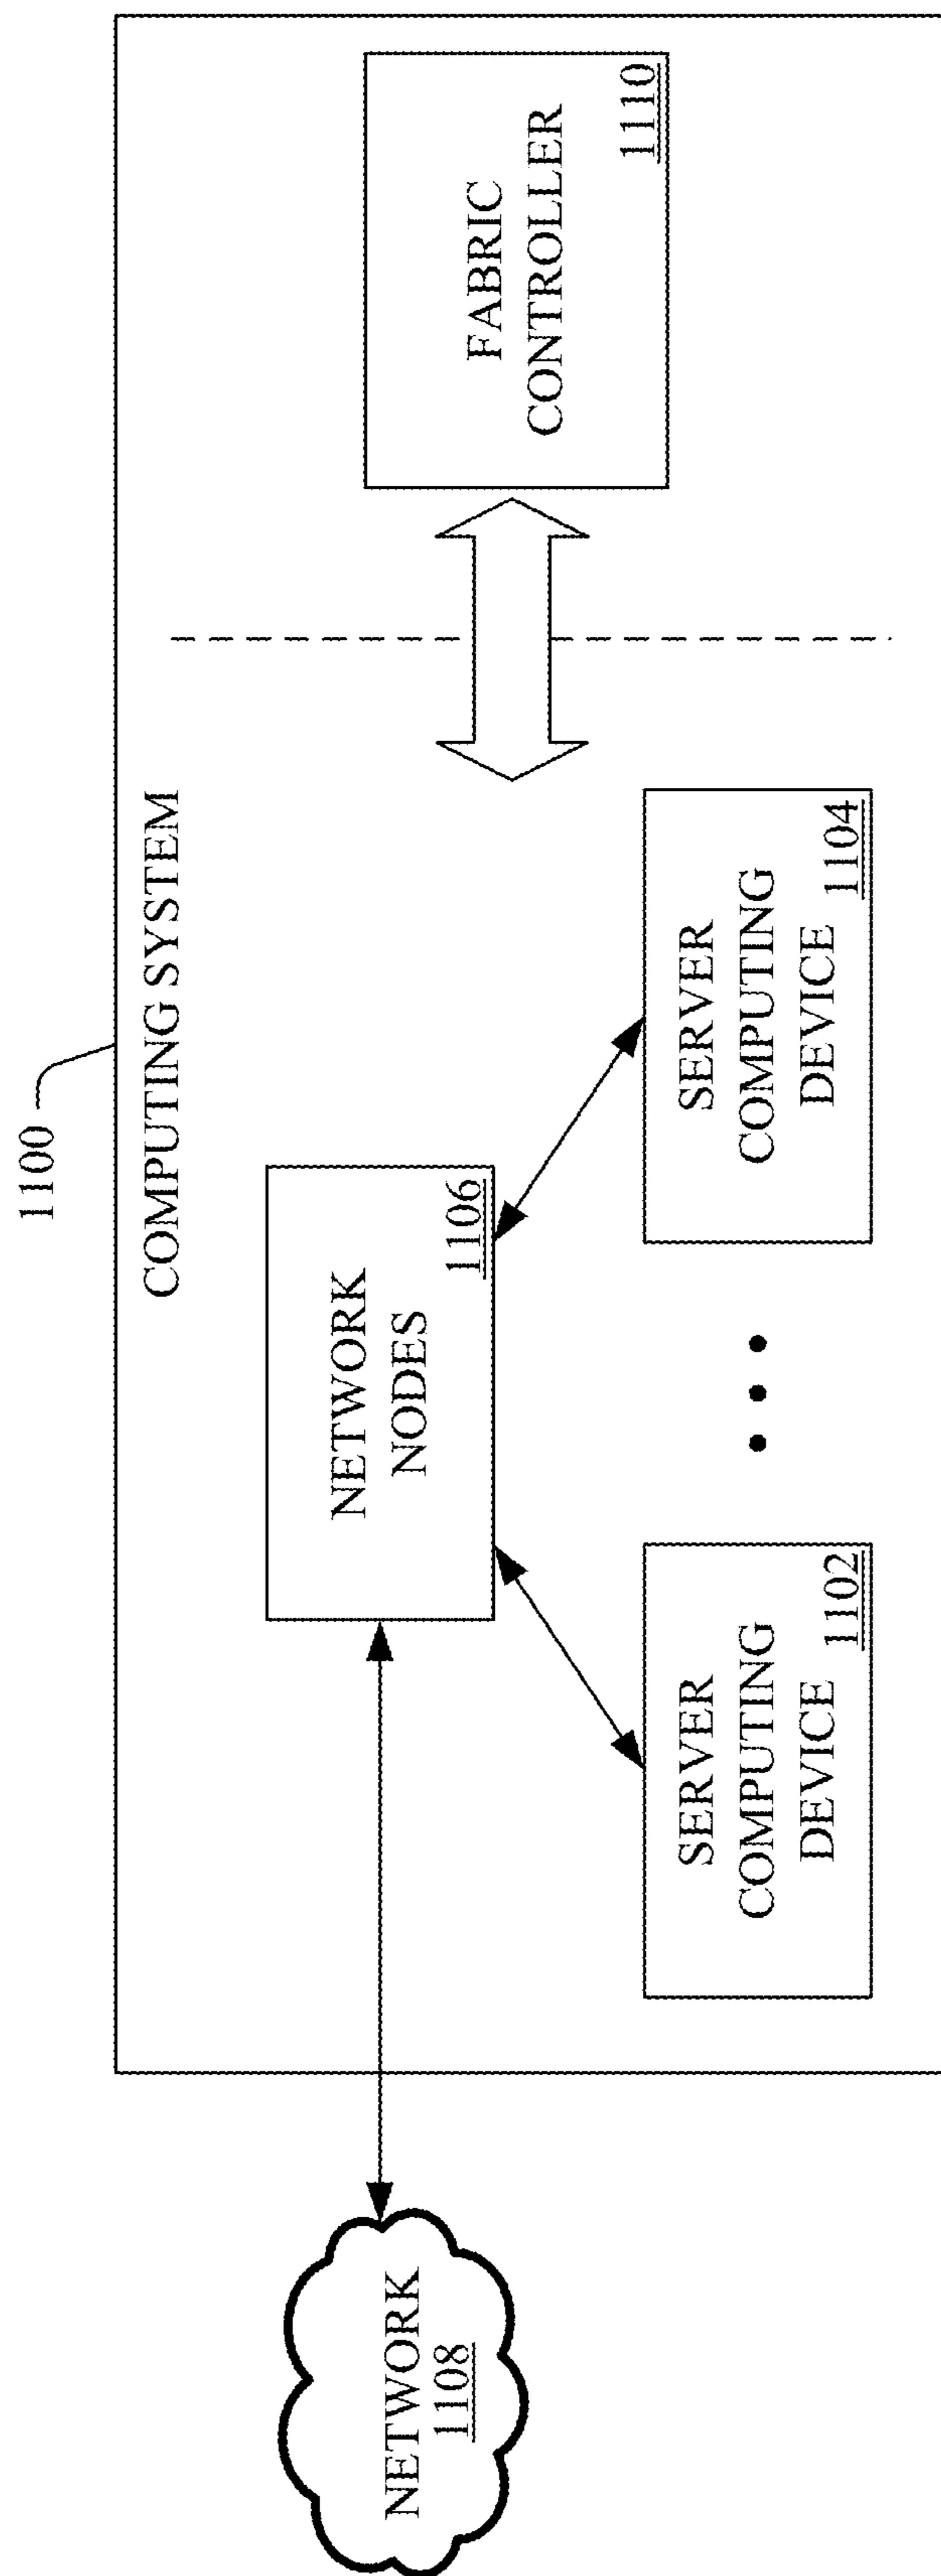 1100
COMPUTING SYSTEM
NETWORK
1108
NETWORK
NODES
1106
SERVER
COMPUTING
DEVICE
1102
SERVER
COMPUTING
DEVICE
1104
FABRIC
CONTROLLER
1110